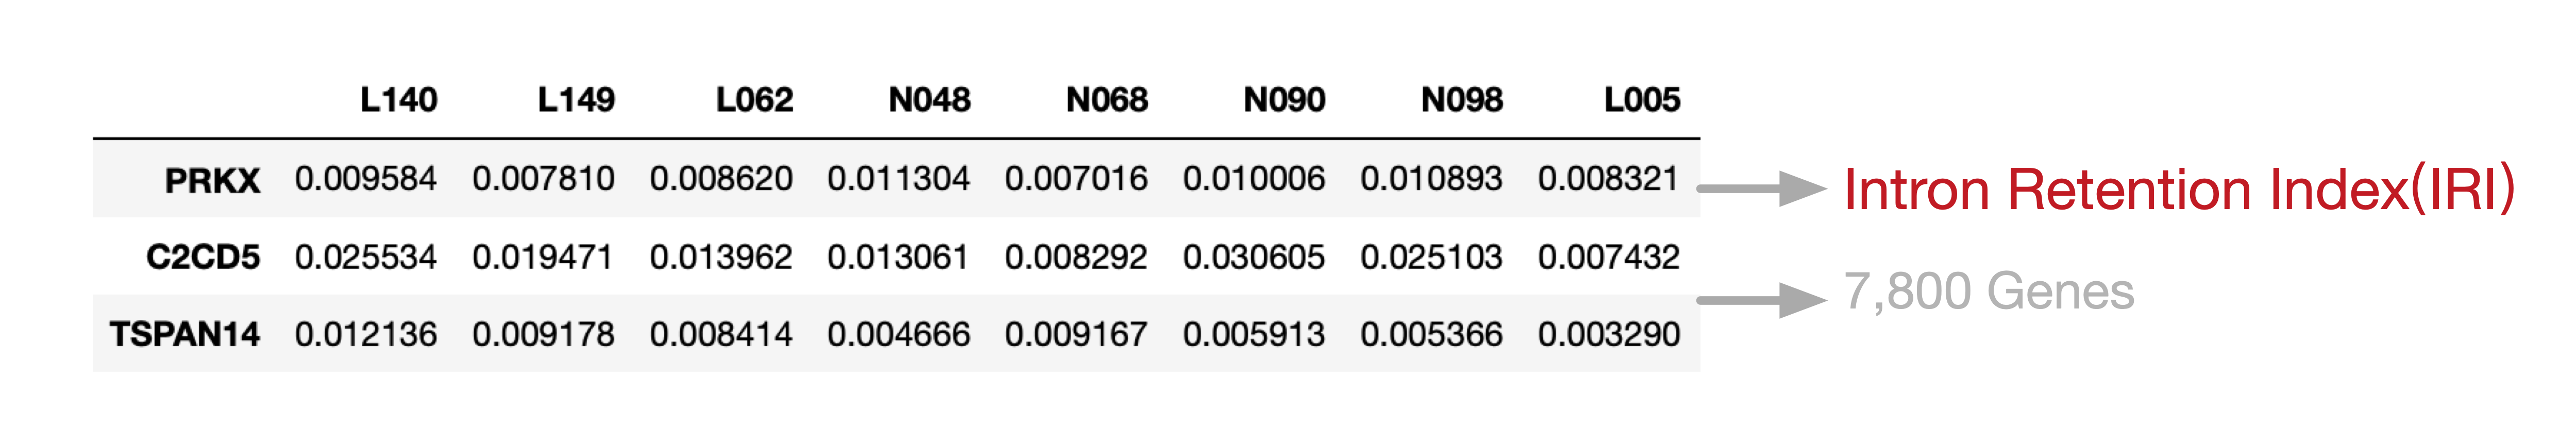 L140 L149 L062 N048 N068 N090 N098 L005
PRKX 0.009584 0.007810 0.008620 0.011304 0.007016 0.010006 0.010893 0.008321
Intron Retention Index(IRI)
C2CD5 0.025534 0.019471 0.013962 0.013061 0.008292 0.030605 0.025103 0.007432
7,800 Genes
TSPAN14 0.012136 0.009178 0.008414 0.004666 0.009167 0.005913 0.005366 0.003290